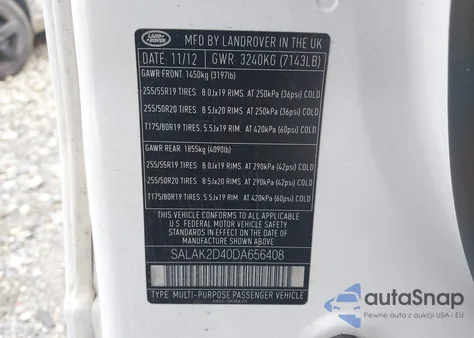 LAND ROVER
MFD BY LANDROVER IN THE UK
DATE: 11/12 GWR: 3240KG (7143LB)
GAWR FRONT: 1450kg (3197lb)
255/55R19 TIRES. 8.0Jx19 RIMS. AT 250kPa (36psi) COLD
255/50R20 TIRES. 8.5Jx20 RIMS. AT 250kPa (36psi) COLD
T175/80R19 TIRES. 5.5Jx19 RIM. AT 420kPa (60psi) COLD
GAWR REAR: 1855kg (4090lb)
255/55R19 TIRES. 8.0Jx19 RIMS. AT 290kPa (42psi) COLD
255/50R20 TIRES. 8.5Jx20 RIMS. AT 290kPa (42psi) COLD
T175/80R19 TIRES. 5.5Jx19 RIM. AT 420kPa (60psi) COLD
THIS VEHICLE CONFORMS TO ALL APPLICABLE
U.S. FEDERAL MOTOR VEHICLE SAFETY
STANDARDS IN EFFECT ON THE DATE OF
MANUFACTURE SHOWN ABOVE
SALAK2D40DA656408
TYPE: MULTI-PURPOSE PASSENGER VEHICLE
autoSnap
Pośrednik zakupu aut z USA i EU